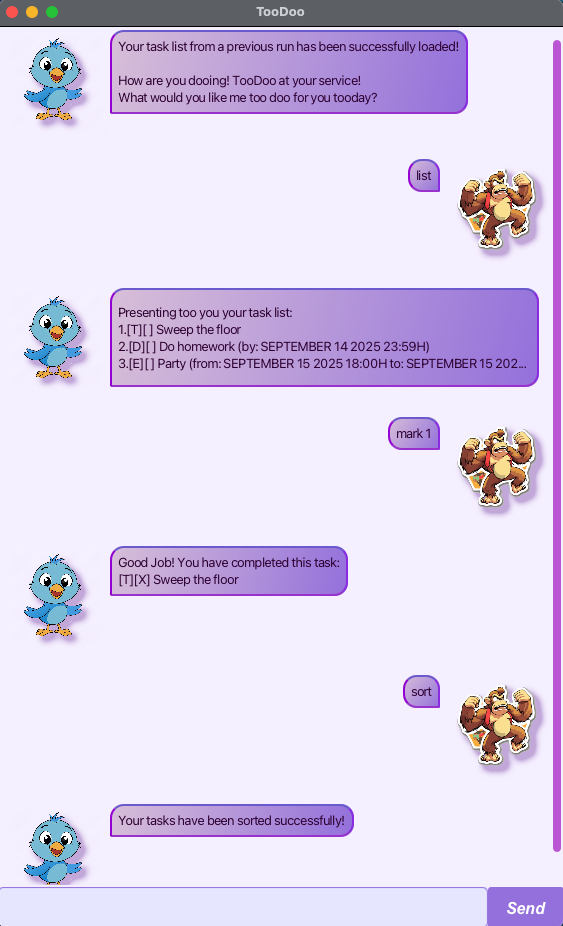 TooDoo
Your task list from a previous run has been successfully loaded!
How are you dooing! TooDoo at your service!
What would you like me too doo for you tooday?
list
Presenting too you your task list:
1.[T][ ] Sweep the floor
2.[D][ ] Do homework (by: SEPTEMBER 14 2025 23:59H)
3.[E][ ] Party (from: SEPTEMBER 15 2025 18:00H to: SEPTEMBER 15 202...
mark 1
Good Job! You have completed this task:
[T][X] Sweep the floor
sort
Your tasks have been sorted successfully!
Send